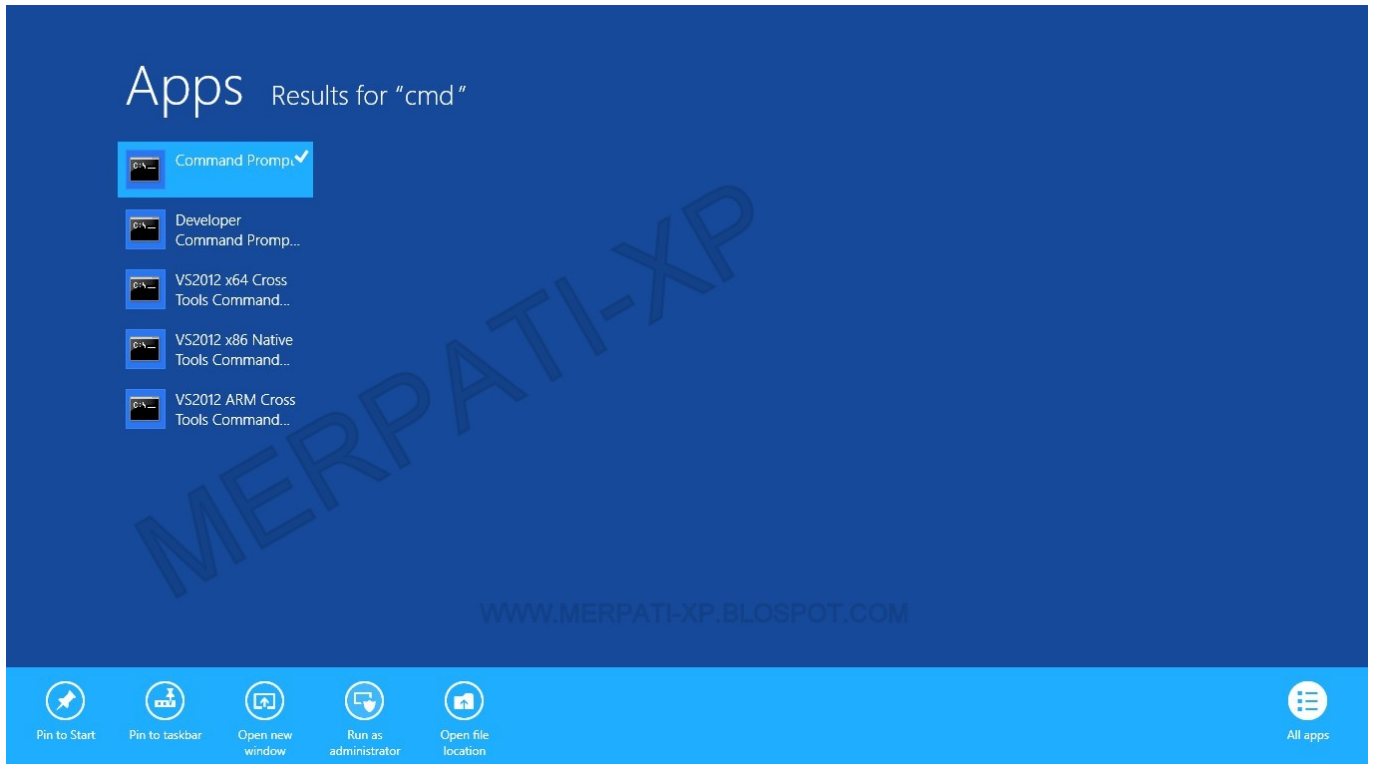 Apps Results for “cmd”
Command Prompt
Developer
Command Promp...
VS2012 x64 Cross
Tools Command...
VS2012 x86 Native
Tools Command...
VS2012 ARM Cross
Tools Command...
MERPATI-XP
WWW.MERPATI-XP.BLOSPOT.COM
Pin to Start
Pin to taskbar
Open new
window
Run as
administrator
Open file
location
All apps